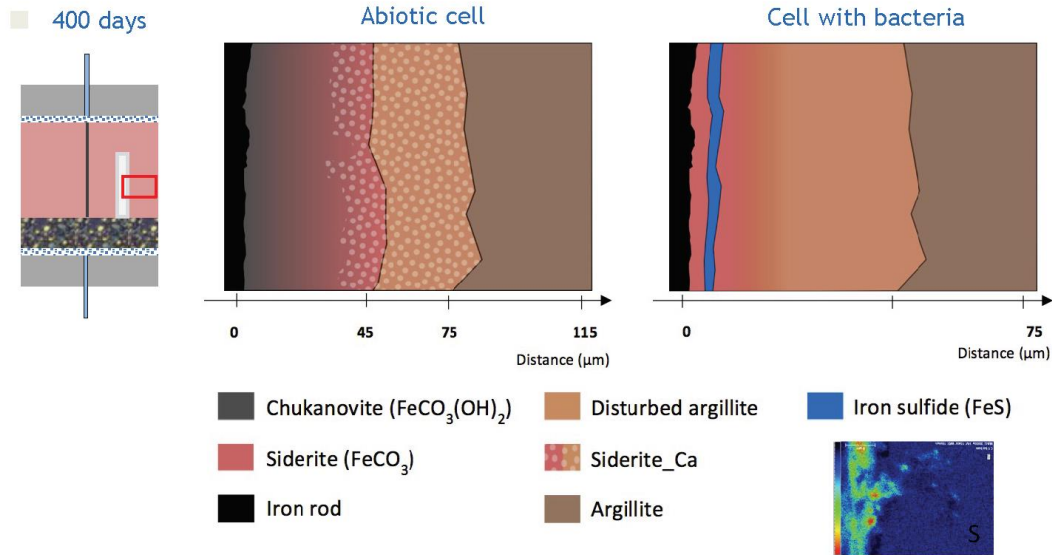 400 days
Abiotic cell
Cell with bacteria
0 45 75 115
Distance (μm)
0 75
Distance (μm)
Chukanovite (FeCO₃(OH)₂)
Disturbed argillite
Iron sulfide (FeS)
Siderite (FeCO₃)
Siderite_Ca
Iron rod
Argillite
S